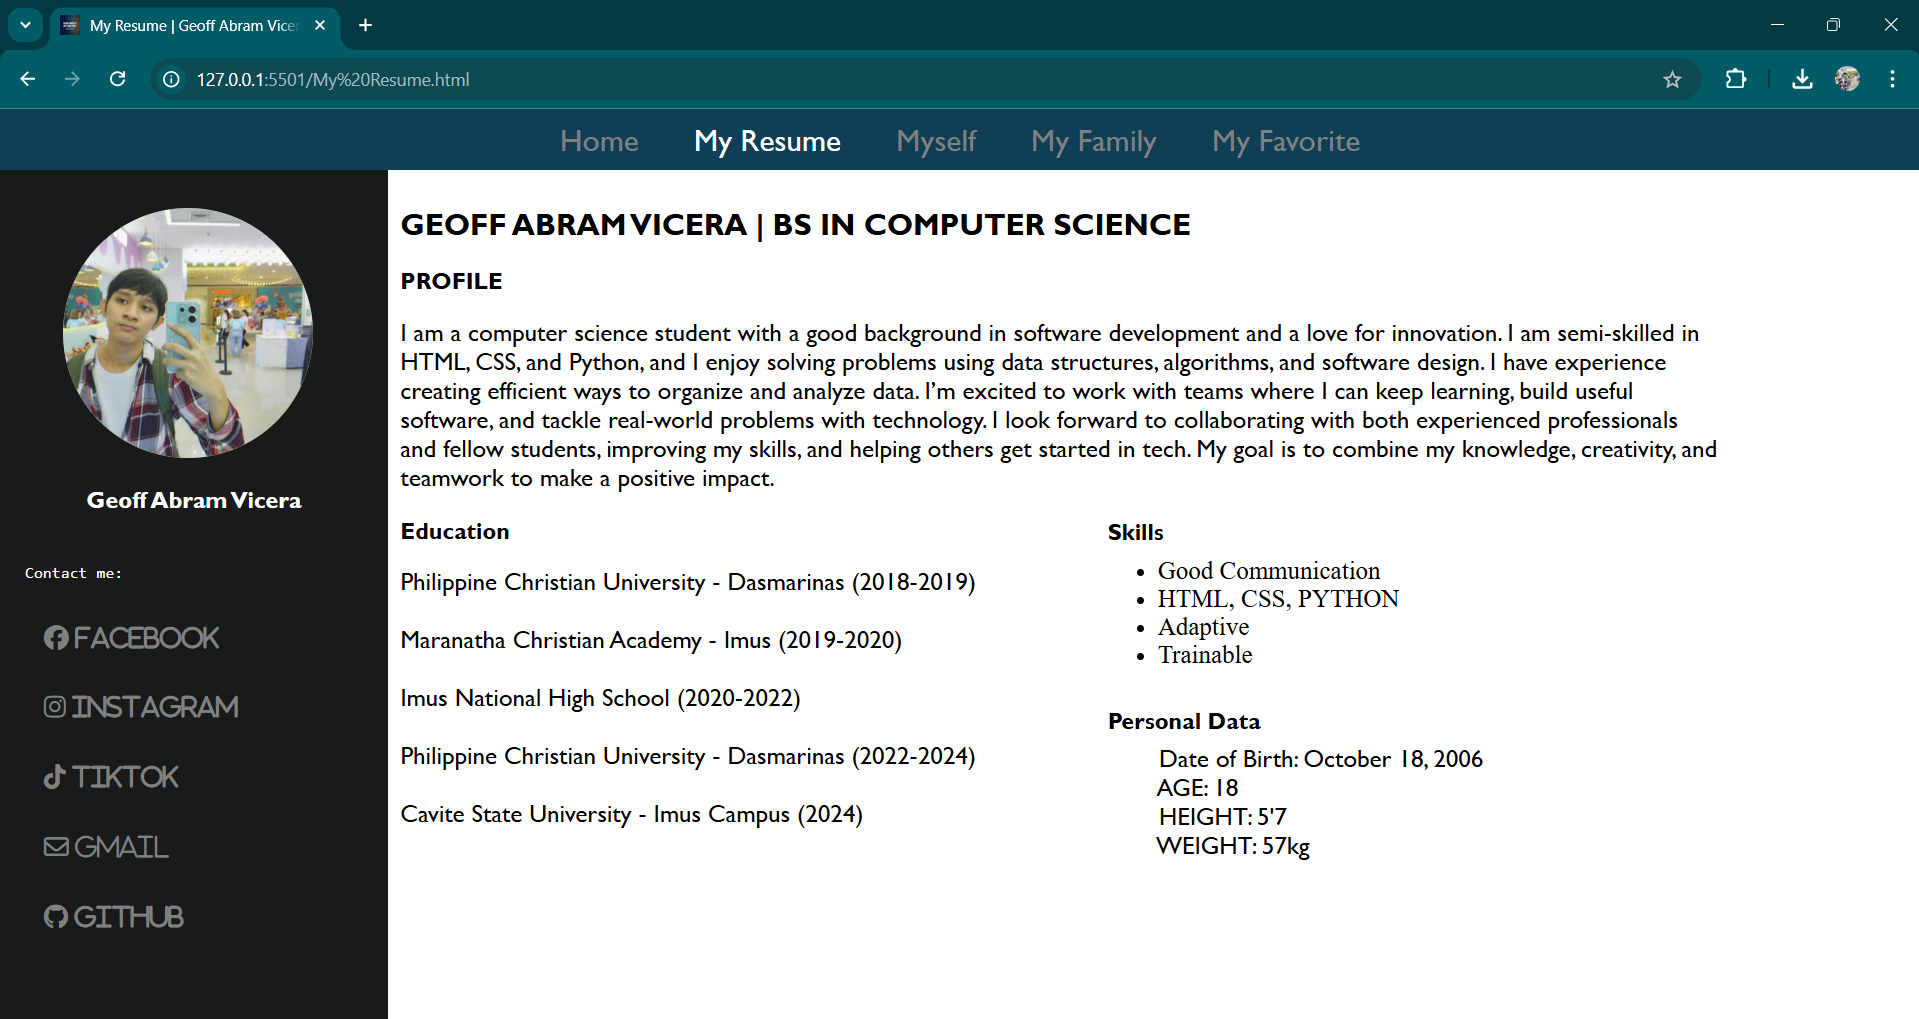 My Resume | Geoff Abram Vicer
127.0.0.1:5501/My%20Resume.html
Home My Resume Myself My Family My Favorite
Geoff Abram Vicera
Contact me:
FACEBOOK
INSTAGRAM
TIKTOK
GMAIL
GITHUB
GEOFF ABRAM VICERA | BS IN COMPUTER SCIENCE
PROFILE
I am a computer science student with a good background in software development and a love for innovation. I am semi-skilled in
HTML, CSS, and Python, and I enjoy solving problems using data structures, algorithms, and software design. I have experience
creating efficient ways to organize and analyze data. I’m excited to work with teams where I can keep learning, build useful
software, and tackle real-world problems with technology. I look forward to collaborating with both experienced professionals
and fellow students, improving my skills, and helping others get started in tech. My goal is to combine my knowledge, creativity, and
teamwork to make a positive impact.
Education
Philippine Christian University - Dasmarinas (2018-2019)
Maranatha Christian Academy - Imus (2019-2020)
Imus National High School (2020-2022)
Philippine Christian University - Dasmarinas (2022-2024)
Cavite State University - Imus Campus (2024)
Skills
• Good Communication
• HTML, CSS, PYTHON
• Adaptive
• Trainable
Personal Data
Date of Birth: October 18, 2006
AGE: 18
HEIGHT: 5'7
WEIGHT: 57kg